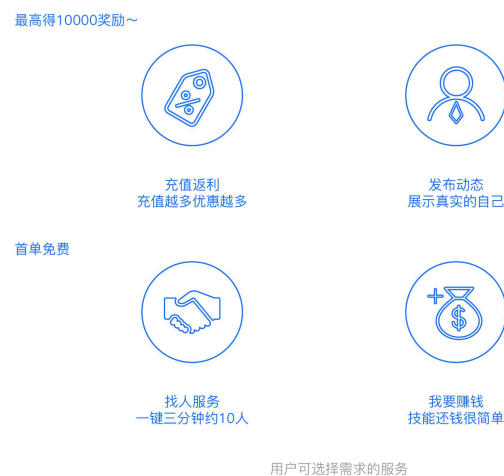 最高得10000奖励～
充值返利
充值越多优惠越多
发布动态
展示真实的自己
首单免费
找人服务
一键三分钟约10人
我要赚钱
技能还钱很简单
用户可选择需求的服务